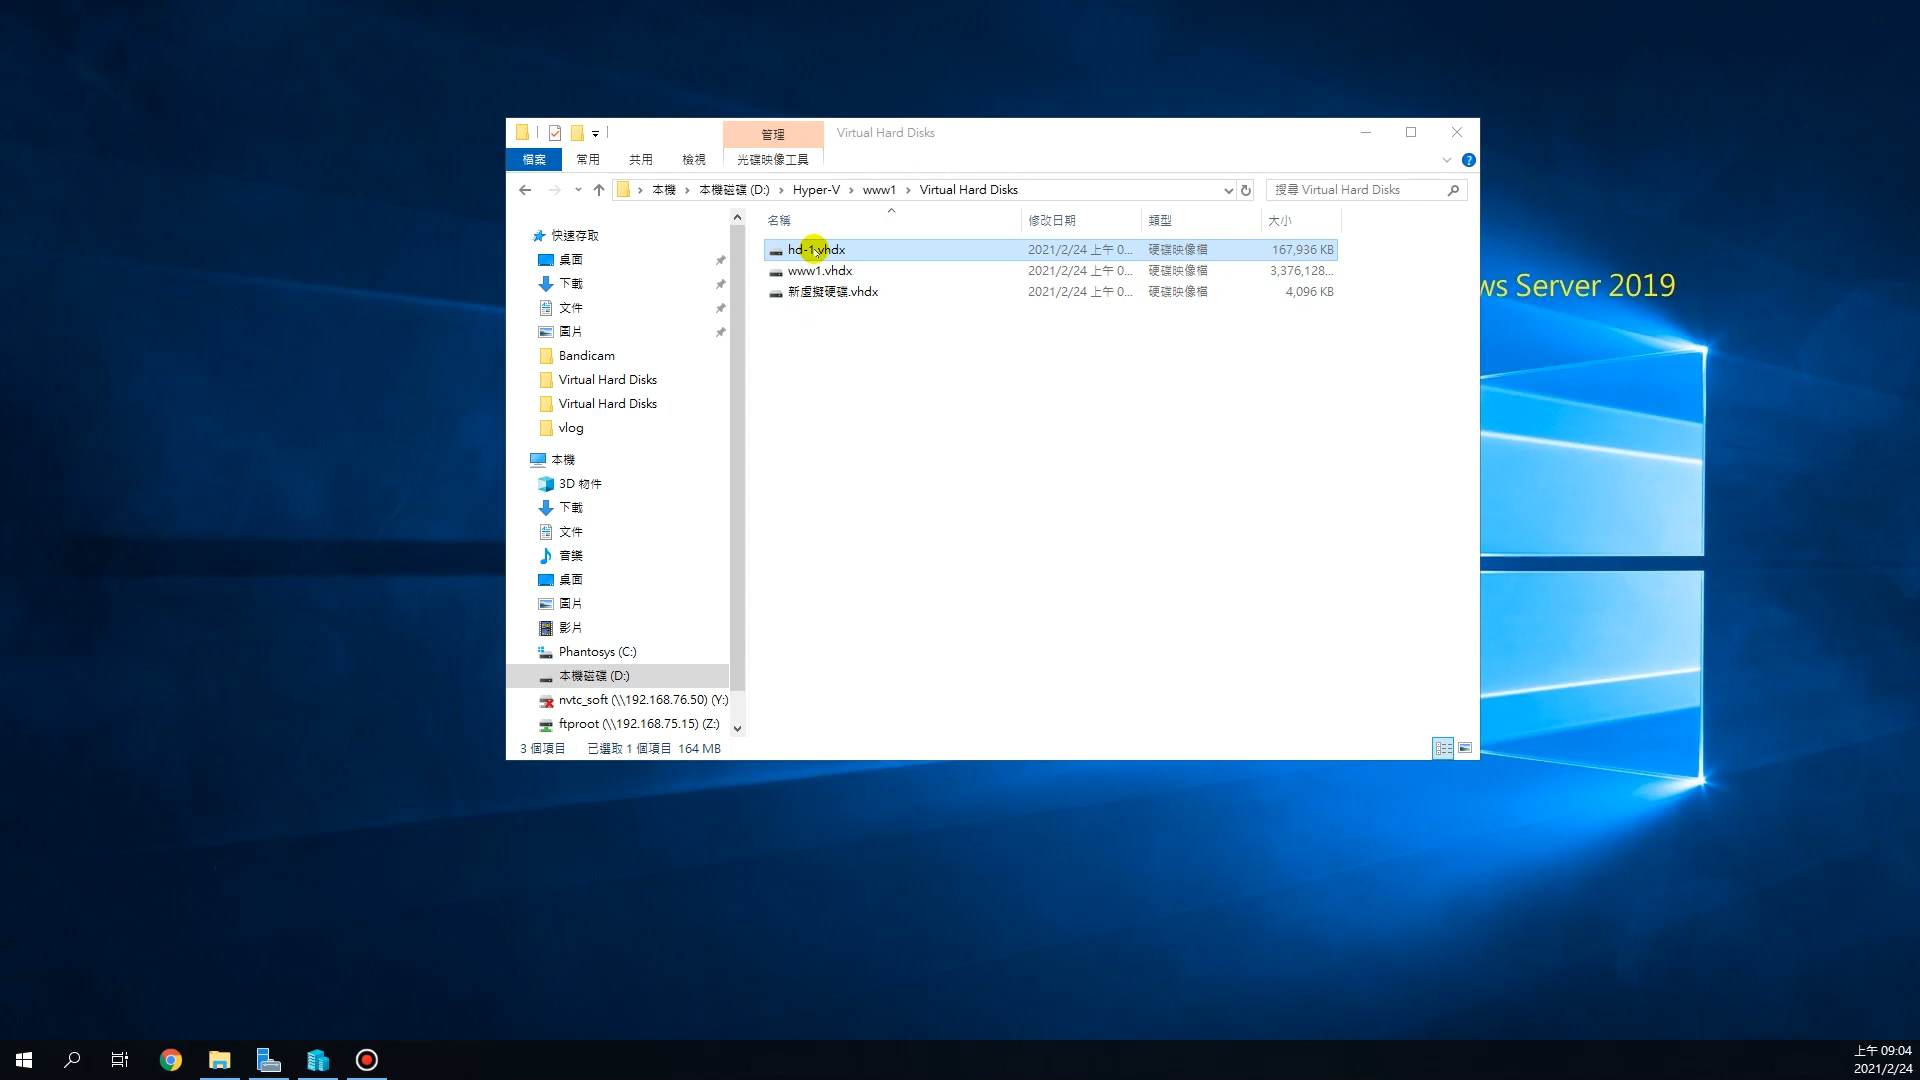 管理
Virtual Hard Disks
檔案
常用
共用
檢視
光碟映像工具
本機 > 本機磁碟 (D:) > Hyper-V > www1 > Virtual Hard Disks
搜尋 Virtual Hard Disks
名稱
修改日期
類型
大小
hd-1.vhdx
2021/2/24 上午 0...
硬碟映像檔
167,936 KB
www1.vhdx
2021/2/24 上午 0...
硬碟映像檔
3,376,128...
新虛擬硬碟.vhdx
2021/2/24 上午 0...
硬碟映像檔
4,096 KB
快速存取
桌面
下載
文件
圖片
Bandicam
Virtual Hard Disks
Virtual Hard Disks
vlog
本機
3D 物件
下載
文件
音樂
桌面
圖片
影片
Phantosys (C:)
本機磁碟 (D:)
nvtc_soft (\\192.168.76.50) (Y:)
ftproot (\\192.168.75.15) (Z:)
3 個項目
已選取 1 個項目 164 MB
ws Server 2019
上午 09:04
2021/2/24